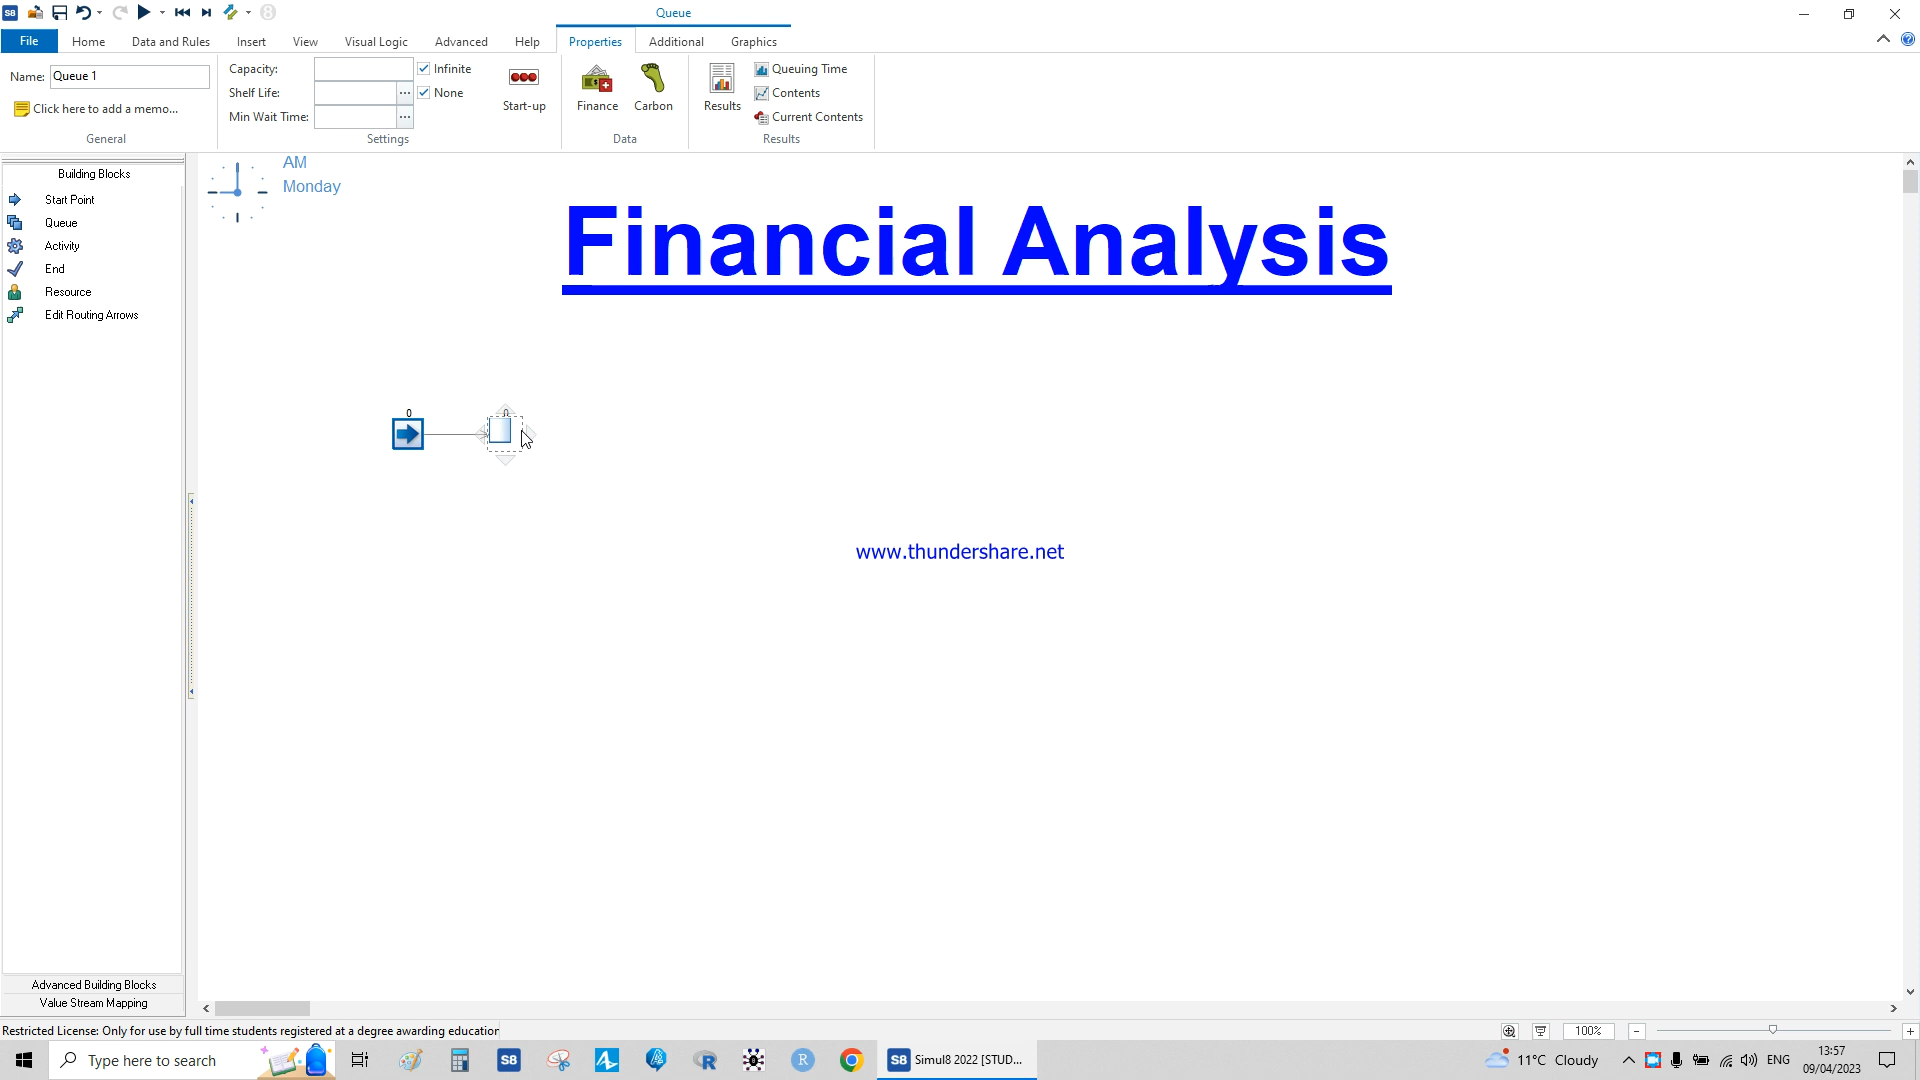 Queue
File Home Data and Rules Insert View Visual Logic Advanced Help Properties Additional Graphics
Name: Queue 1
Click here to add a memo...
General
Capacity: Infinite
Shelf Life: None
Min Wait Time:
Settings
Start-up
Finance Carbon
Data
Results
Queuing Time
Contents
Current Contents
Results
Building Blocks
Start Point
Queue
Activity
End
Resource
Edit Routing Arrows
AM
Monday
Financial Analysis
0 0
www.thundershare.net
Advanced Building Blocks
Value Stream Mapping
Restricted License: Only for use by full time students registered at a degree awarding education
100%
Type here to search
S8 Simul8 2022 [STUD...
11°C Cloudy
ENG
13:57
09/04/2023